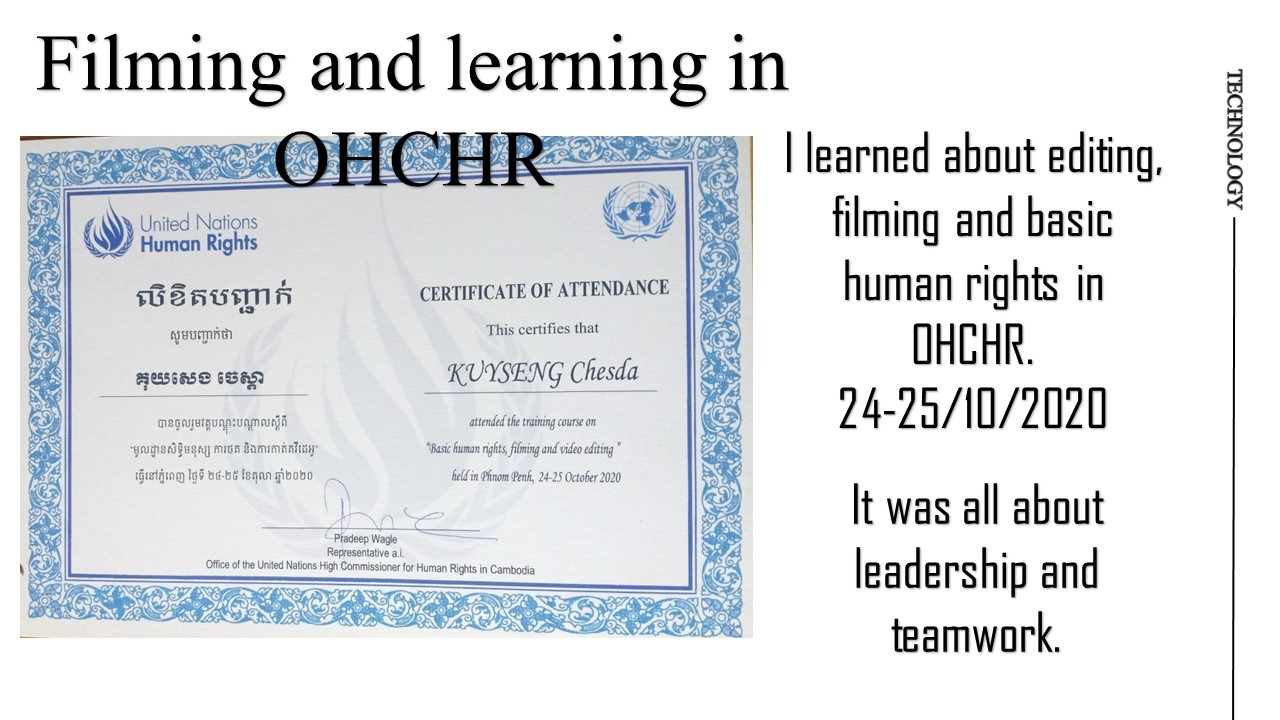 Filming and learning in
OHCHR
United Nations
Human Rights
លិខិតបញ្ជាក់
សូមបញ្ជាក់ថា
គុយសេង ចេស្តា
បានចូលរួមវគ្គបណ្តុះបណ្តាលស្តីពី
"មូលដ្ឋានសិទ្ធិមនុស្ស ការថត និងការកាត់តវីដេអូ"
ធ្វើនៅភ្នំពេញ ថ្ងៃទី ២៤-២៥ ខែតុលា ឆ្នាំ២០២០
CERTIFICATE OF ATTENDANCE
This certifies that
KUYSENG Chesda
attended the training course on
"Basic human rights, filming and video editing"
held in Phnom Penh, 24-25 October 2020
Pradeep Wagle
Representative a.i.
Office of the United Nations High Commissioner for Human Rights in Cambodia
I learned about editing,
filming and basic
human rights in
OHCHR.
24-25/10/2020
It was all about
leadership and
teamwork.
TECHNOLOGY